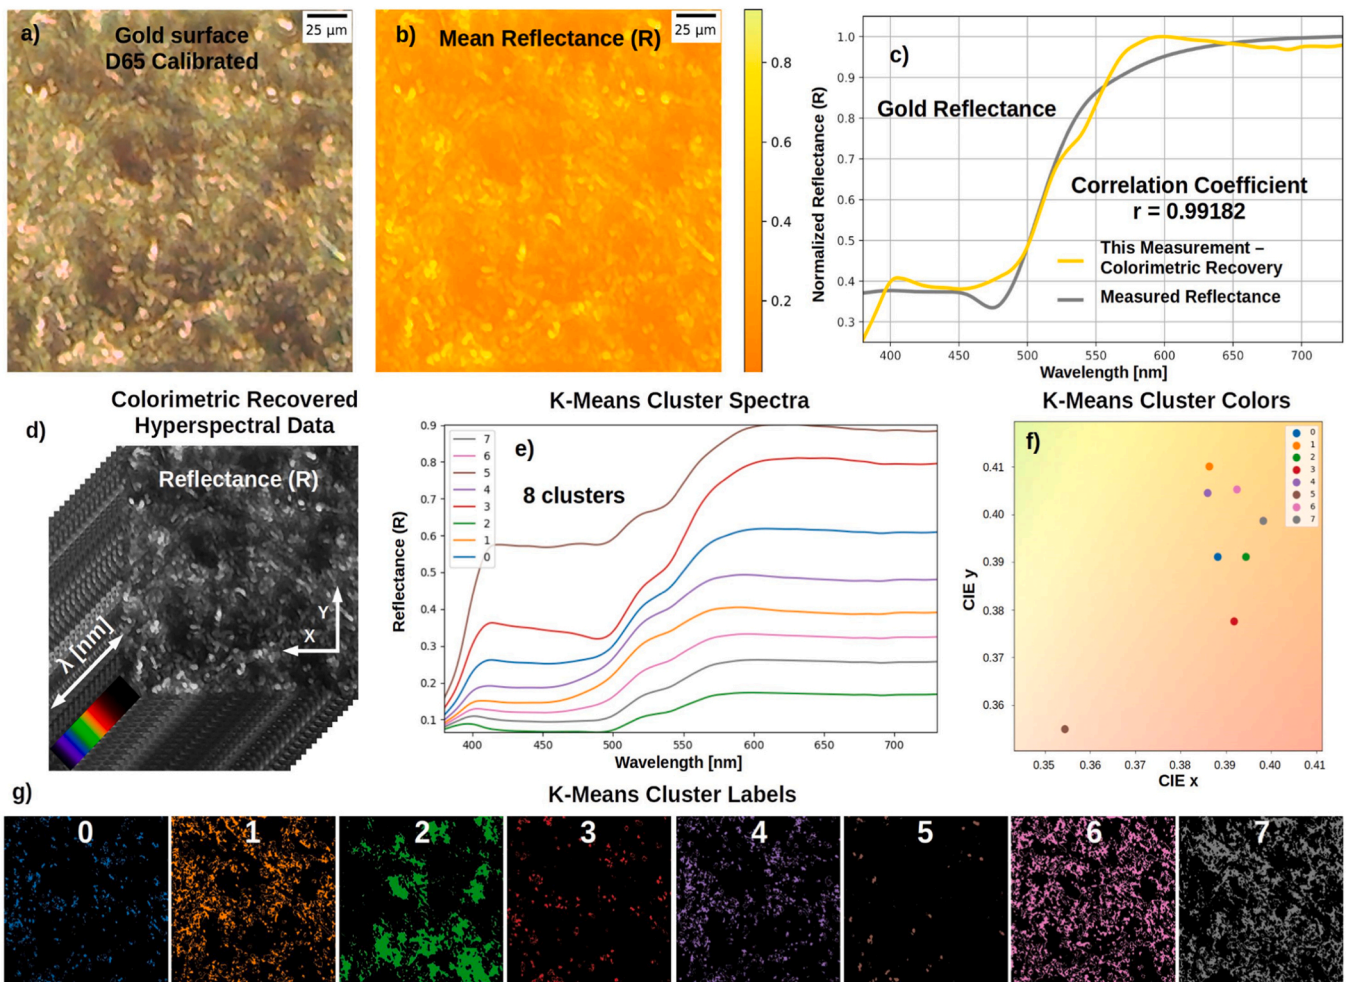 a)
Gold surface
D65 Calibrated
25 µm
b)
Mean Reflectance (R)
25 µm
0.8
0.6
0.4
0.2
c)
Gold Reflectance
Correlation Coefficient
r = 0.99182
This Measurement –
Colorimetric Recovery
Measured Reflectance
Normalized Reflectance (R)
1.0
0.9
0.8
0.7
0.6
0.5
0.4
0.3
400 450 500 550 600 650 700
Wavelength [nm]
d)
Colorimetric Recovered
Hyperspectral Data
Reflectance (R)
Y
X
λ [nm]
K-Means Cluster Spectra
e)
8 clusters
7
6
5
4
3
2
1
0
Reflectance (R)
0.9
0.8
0.7
0.6
0.5
0.4
0.3
0.2
0.1
400 450 500 550 600 650 700
Wavelength [nm]
K-Means Cluster Colors
f)
0
1
2
3
4
5
6
7
CIE y
0.41
0.40
0.39
0.38
0.37
0.36
0.35 0.36 0.37 0.38 0.39 0.40 0.41
CIE x
g)
K-Means Cluster Labels
0 1 2 3 4 5 6 7